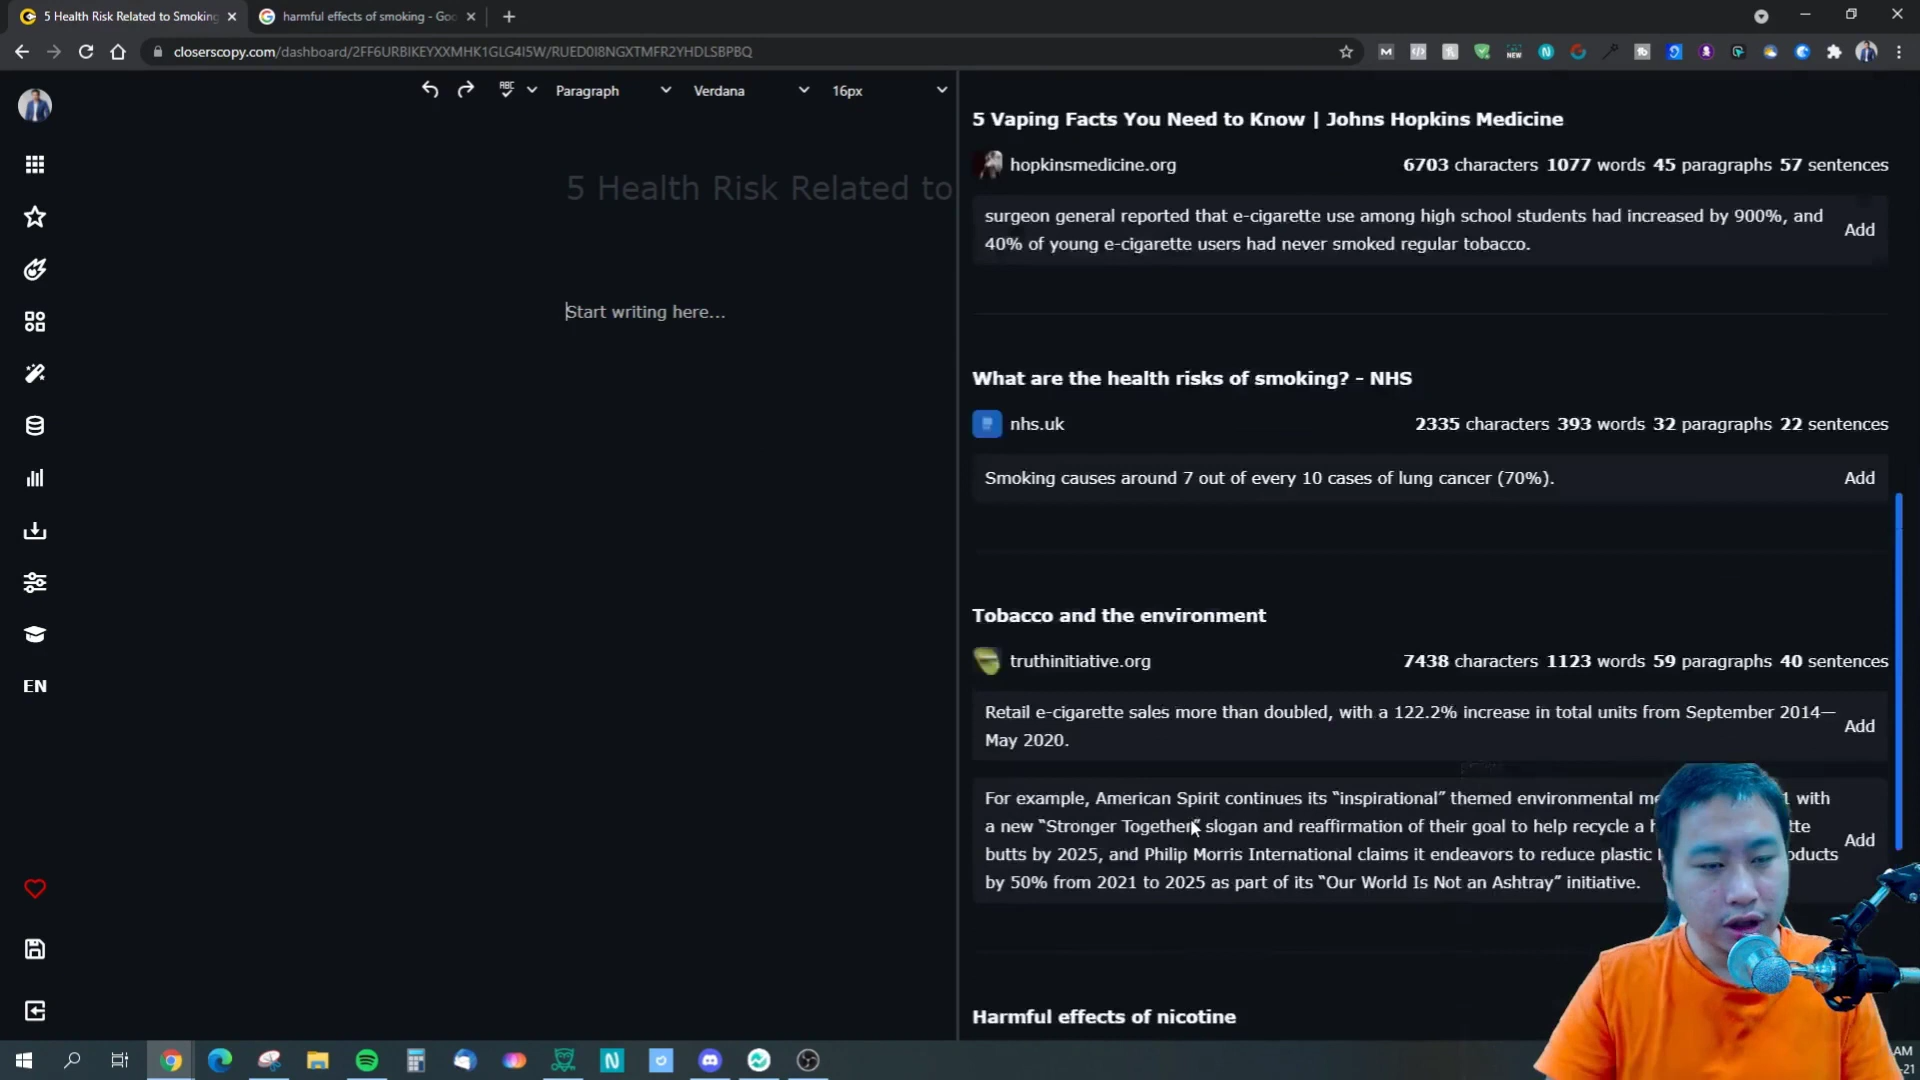 5 Health Risk Related to Smoking
harmful effects of smoking - Goo
closerscopy.com/dashboard/2FF6URBIKEYXXMHK1GLG4I5W/RUED0I8NGXTMFR2YHDLSBPBQ
ABC
Paragraph
Verdana
16px
5 Health Risk Related to
Start writing here...
EN
5 Vaping Facts You Need to Know | Johns Hopkins Medicine
hopkinsmedicine.org
6703 characters 1077 words 45 paragraphs 57 sentences
surgeon general reported that e-cigarette use among high school students had increased by 900%, and
40% of young e-cigarette users had never smoked regular tobacco.
Add
What are the health risks of smoking? - NHS
nhs.uk
2335 characters 393 words 32 paragraphs 22 sentences
Smoking causes around 7 out of every 10 cases of lung cancer (70%).
Add
Tobacco and the environment
truthinitiative.org
7438 characters 1123 words 59 paragraphs 40 sentences
Retail e-cigarette sales more than doubled, with a 122.2% increase in total units from September 2014—
May 2020.
Add
For example, American Spirit continues its “inspirational” themed environmental me 1 with
a new “Stronger Together” slogan and reaffirmation of their goal to help recycle a h tte
butts by 2025, and Philip Morris International claims it endeavors to reduce plastic oducts
by 50% from 2021 to 2025 as part of its “Our World Is Not an Ashtray” initiative.
Add
Harmful effects of nicotine
AM
-21